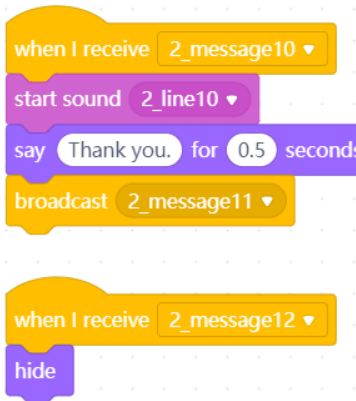 when I receive 2_message10
start sound 2_line10
say Thank you. for 0.5 seconds
broadcast 2_message11
when I receive 2_message12
hide